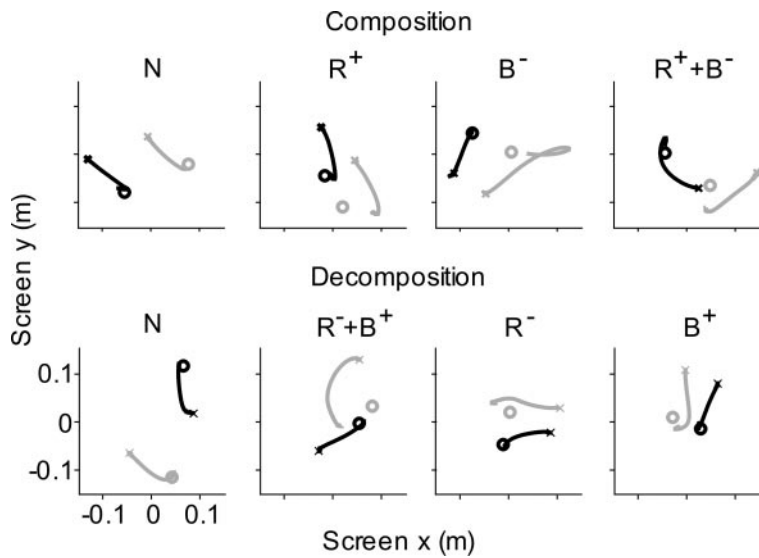 Composition
N R⁺ B⁻ R⁺+B⁻
Screen y (m)
Decomposition
N R⁻+B⁺ R⁻ B⁺
0.1
0
-0.1
-0.1 0 0.1
Screen x (m)